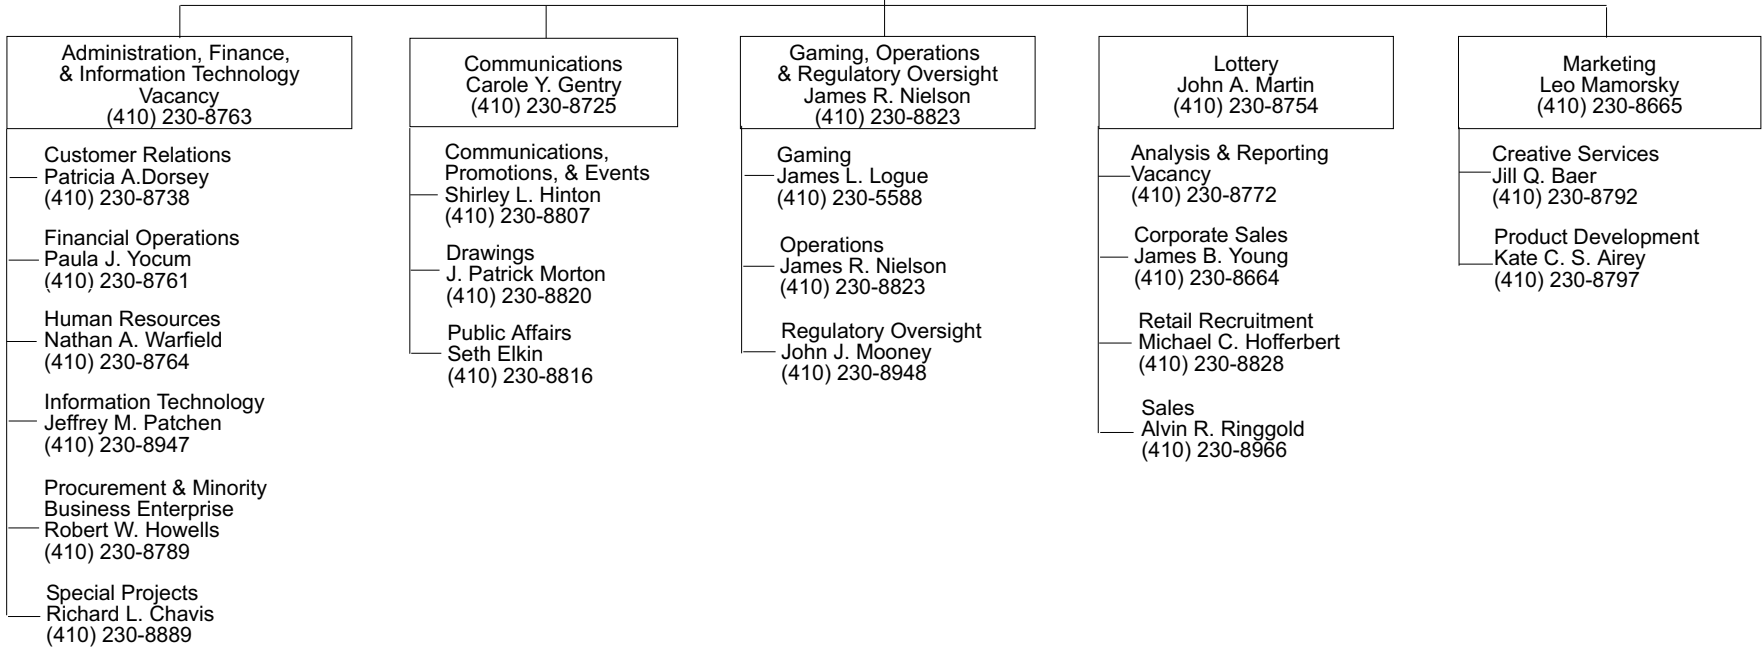 Administration, Finance,
& Information Technology
Vacancy
(410) 230-8763
Customer Relations
Patricia A.Dorsey
(410) 230-8738
Financial Operations
Paula J. Yocum
(410) 230-8761
Human Resources
Nathan A. Warfield
(410) 230-8764
Information Technology
Jeffrey M. Patchen
(410) 230-8947
Procurement & Minority
Business Enterprise
Robert W. Howells
(410) 230-8789
Special Projects
Richard L. Chavis
(410) 230-8889
Communications
Carole Y. Gentry
(410) 230-8725
Communications,
Promotions, & Events
Shirley L. Hinton
(410) 230-8807
Drawings
J. Patrick Morton
(410) 230-8820
Public Affairs
Seth Elkin
(410) 230-8816
Gaming, Operations
& Regulatory Oversight
James R. Nielson
(410) 230-8823
Gaming
James L. Logue
(410) 230-5588
Operations
James R. Nielson
(410) 230-8823
Regulatory Oversight
John J. Mooney
(410) 230-8948
Lottery
John A. Martin
(410) 230-8754
Analysis & Reporting
Vacancy
(410) 230-8772
Corporate Sales
James B. Young
(410) 230-8664
Retail Recruitment
Michael C. Hofferbert
(410) 230-8828
Sales
Alvin R. Ringgold
(410) 230-8966
Marketing
Leo Mamorsky
(410) 230-8665
Creative Services
Jill Q. Baer
(410) 230-8792
Product Development
Kate C. S. Airey
(410) 230-8797